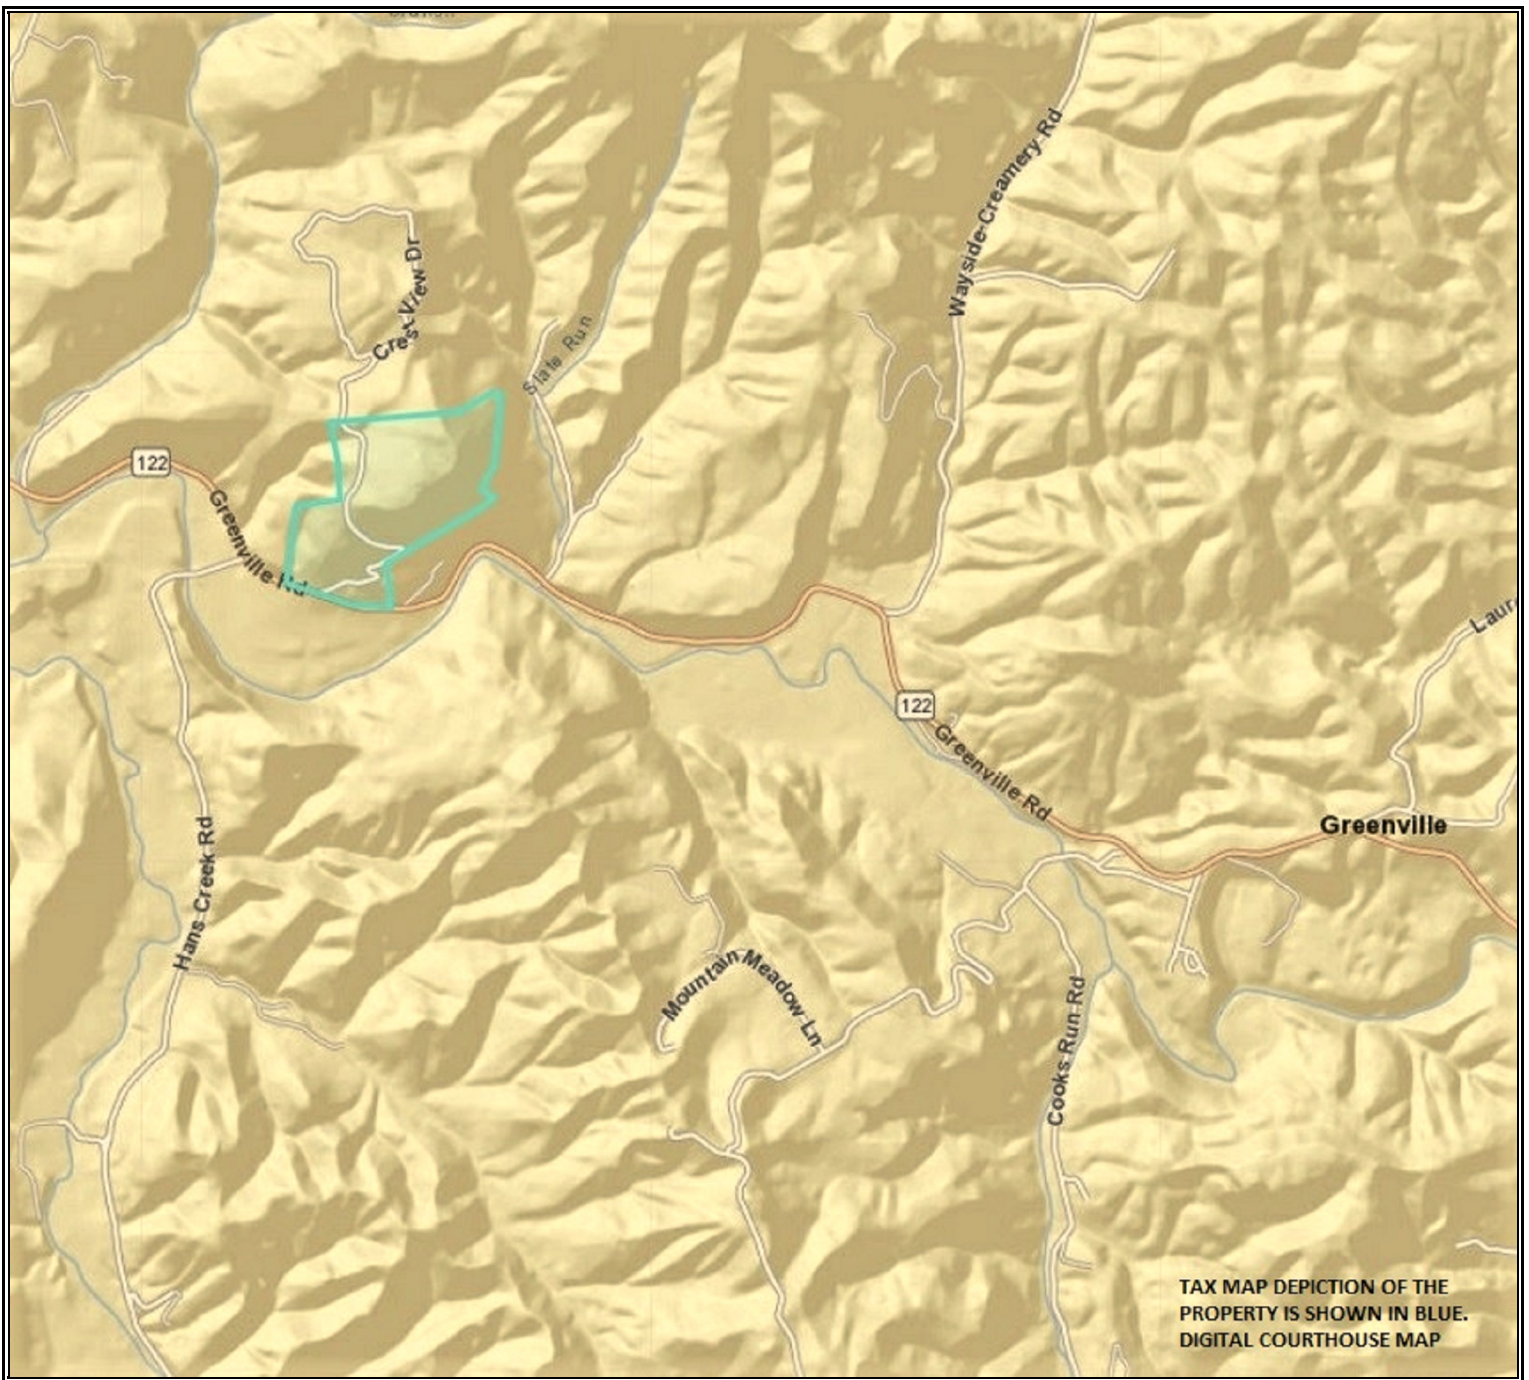 Wayside-Creamery Rd
Crest View Dr
Slate Run
122
Greenville Rd
Laur
122
Greenville Rd
Greenville
Hans Creek Rd
Mountain Meadow Ln
Cooks Run Rd
TAX MAP DEPICTION OF THE
PROPERTY IS SHOWN IN BLUE.
DIGITAL COURTHOUSE MAP